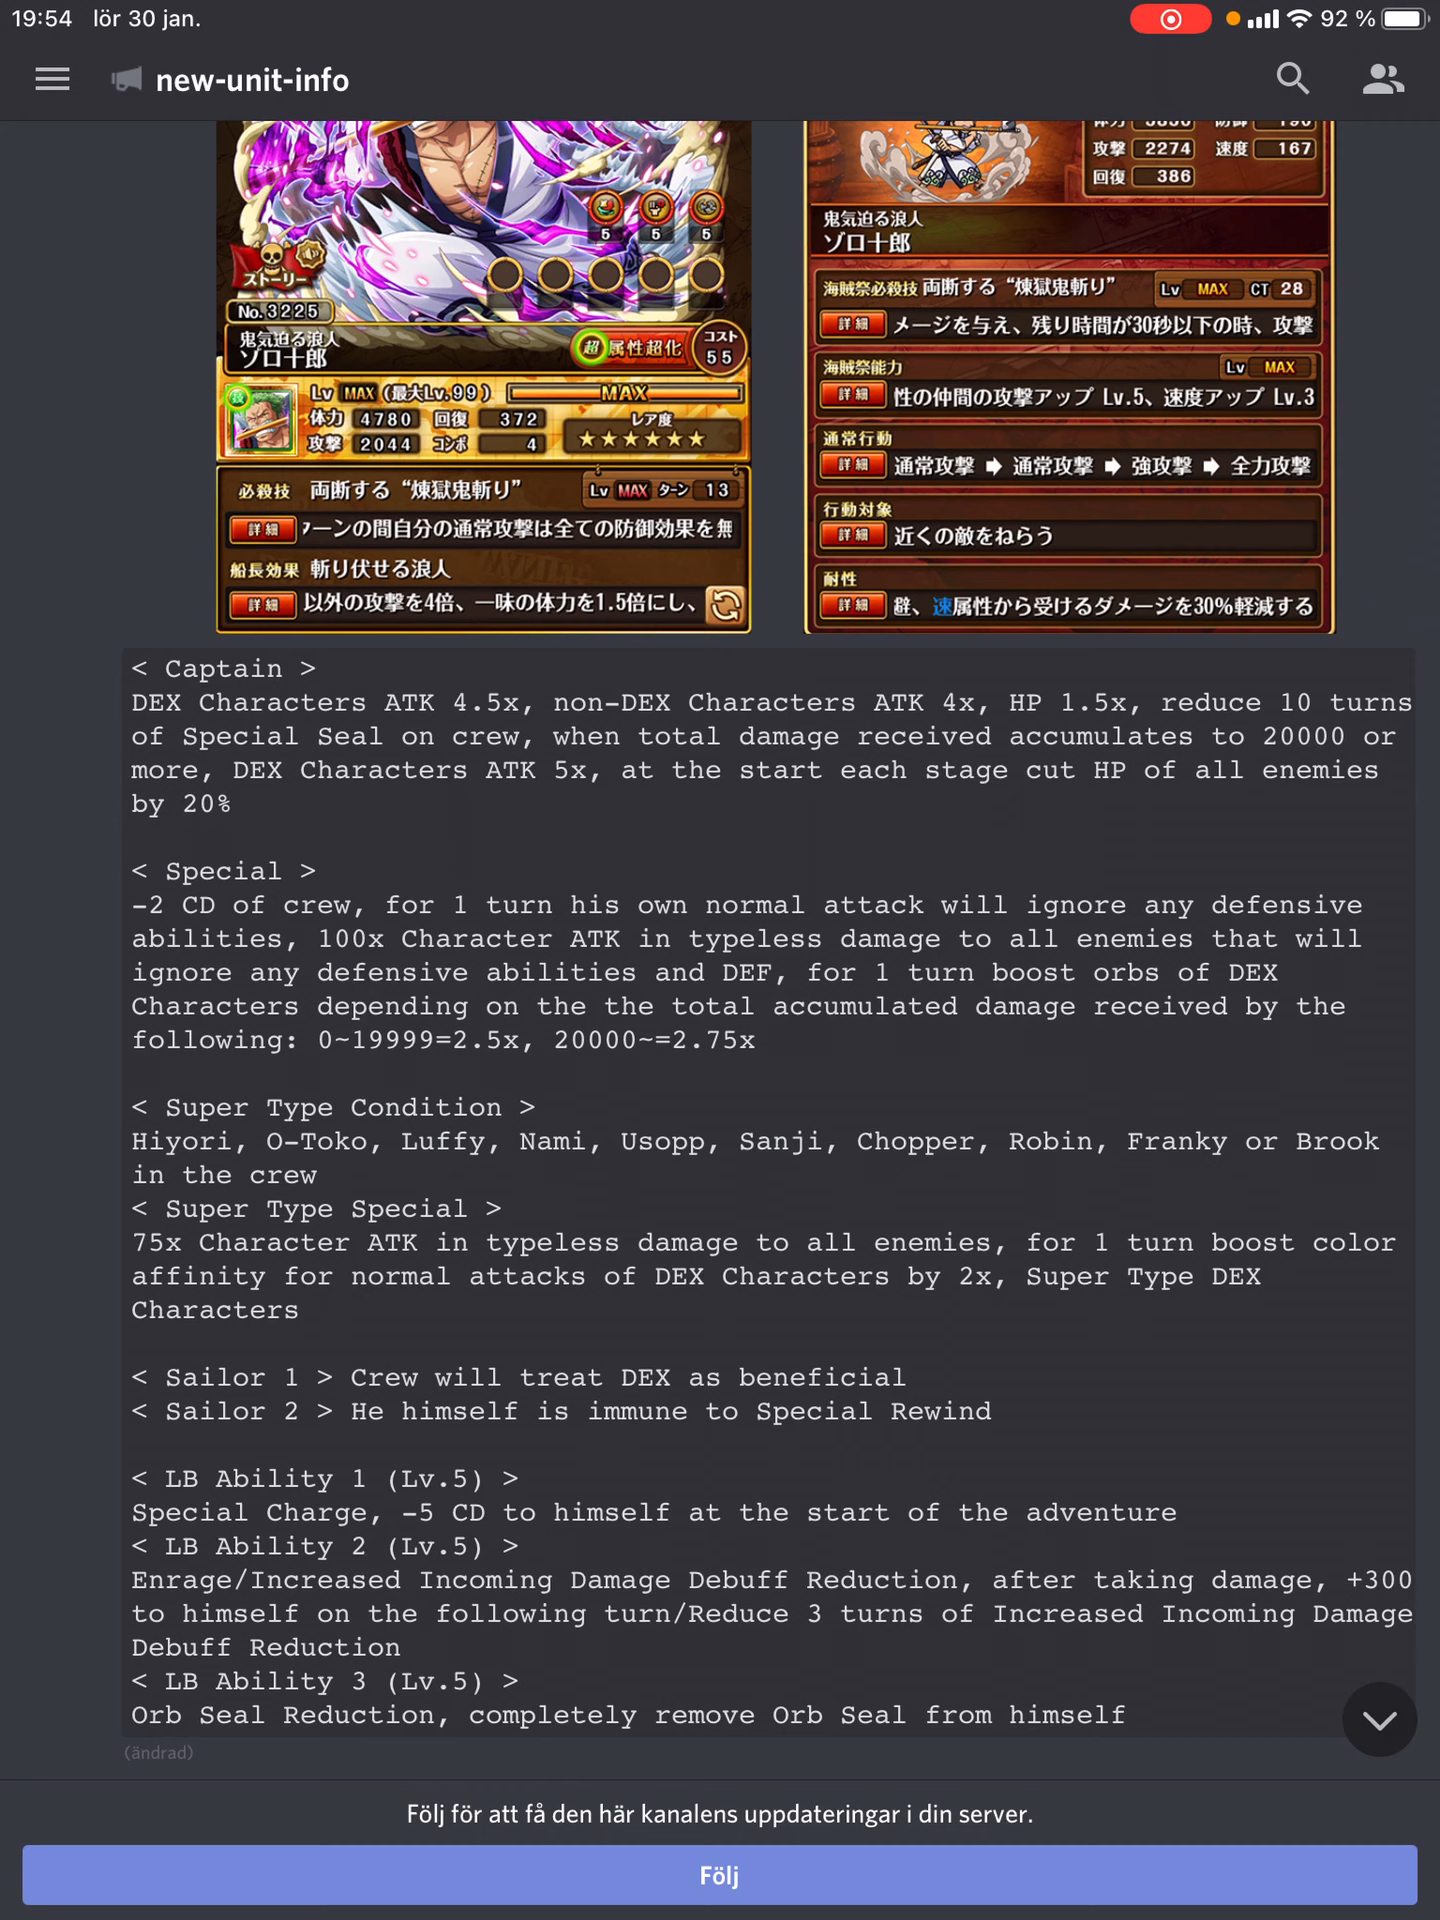 19:54 lör 30 jan. 92 %
new-unit-info
5 5 5
ストーリー
No.3225
鬼気迫る浪人
ゾロ十郎
超 属性超化 コスト 55
技
Lv MAX (最大Lv.99) MAX
体力 4780 回復 372 レア度
攻撃 2044 コンボ 4 ★★★★★★
必殺技 両断する“煉獄鬼斬り” Lv MAX ターン 13
詳細 ターンの間自分の通常攻撃は全ての防御効果を無
船長効果 斬り伏せる浪人
詳細 以外の攻撃を4倍、一味の体力を1.5倍にし、
攻撃 2274 速度 167
回復 386
鬼気迫る浪人
ゾロ十郎
海賊祭必殺技 両断する“煉獄鬼斬り” Lv MAX CT 28
詳細 メージを与え、残り時間が30秒以下の時、攻撃
海賊祭能力 Lv MAX
詳細 性の仲間の攻撃アップ Lv.5、速度アップ Lv.3
通常行動
詳細 通常攻撃 ➡ 通常攻撃 ➡ 強攻撃 ➡ 全力攻撃
行動対象
詳細 近くの敵をねらう
耐性
詳細 避、速属性から受けるダメージを30%軽減する
< Captain >
DEX Characters ATK 4.5x, non-DEX Characters ATK 4x, HP 1.5x, reduce 10 turns
of Special Seal on crew, when total damage received accumulates to 20000 or
more, DEX Characters ATK 5x, at the start each stage cut HP of all enemies
by 20%
< Special >
-2 CD of crew, for 1 turn his own normal attack will ignore any defensive
abilities, 100x Character ATK in typeless damage to all enemies that will
ignore any defensive abilities and DEF, for 1 turn boost orbs of DEX
Characters depending on the the total accumulated damage received by the
following: 0~19999=2.5x, 20000~=2.75x
< Super Type Condition >
Hiyori, O-Toko, Luffy, Nami, Usopp, Sanji, Chopper, Robin, Franky or Brook
in the crew
< Super Type Special >
75x Character ATK in typeless damage to all enemies, for 1 turn boost color
affinity for normal attacks of DEX Characters by 2x, Super Type DEX
Characters
< Sailor 1 > Crew will treat DEX as beneficial
< Sailor 2 > He himself is immune to Special Rewind
< LB Ability 1 (Lv.5) >
Special Charge, -5 CD to himself at the start of the adventure
< LB Ability 2 (Lv.5) >
Enrage/Increased Incoming Damage Debuff Reduction, after taking damage, +300
to himself on the following turn/Reduce 3 turns of Increased Incoming Damage
Debuff Reduction
< LB Ability 3 (Lv.5) >
Orb Seal Reduction, completely remove Orb Seal from himself
(ändrad)
Följ för att få den här kanalens uppdateringar i din server.
Följ